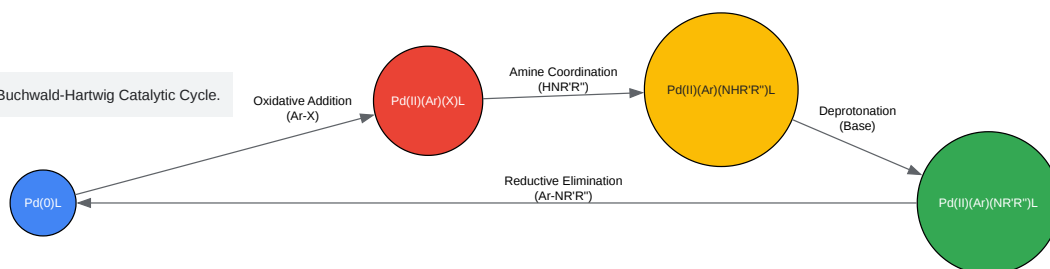 Buchwald-Hartwig Catalytic Cycle.
Oxidative Addition
(Ar-X)
Pd(0)L
Pd(II)(Ar)(X)L
Amine Coordination
(HNR'R")
Pd(II)(Ar)(NHR'R")L
Deprotonation
(Base)
Pd(II)(Ar)(NR'R")L
Reductive Elimination
(Ar-NR'R")